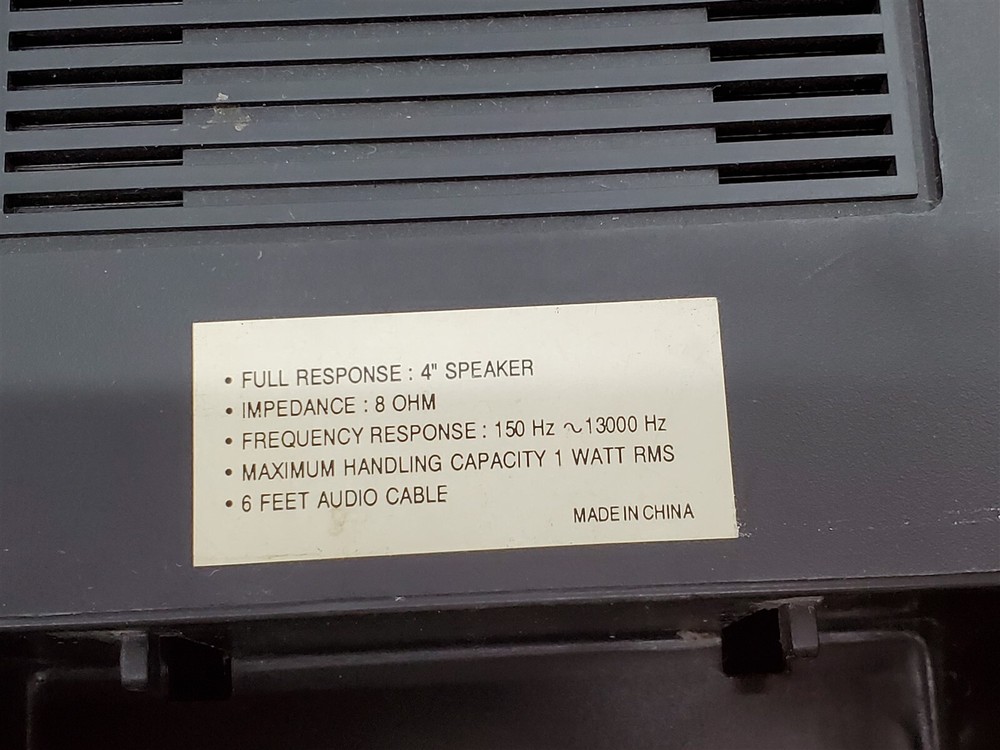 • FULL RESPONSE : 4" SPEAKER
• IMPEDANCE : 8 OHM
• FREQUENCY RESPONSE : 150 Hz ~13000 Hz
• MAXIMUM HANDLING CAPACITY 1 WATT RMS
• 6 FEET AUDIO CABLE
MADE IN CHINA